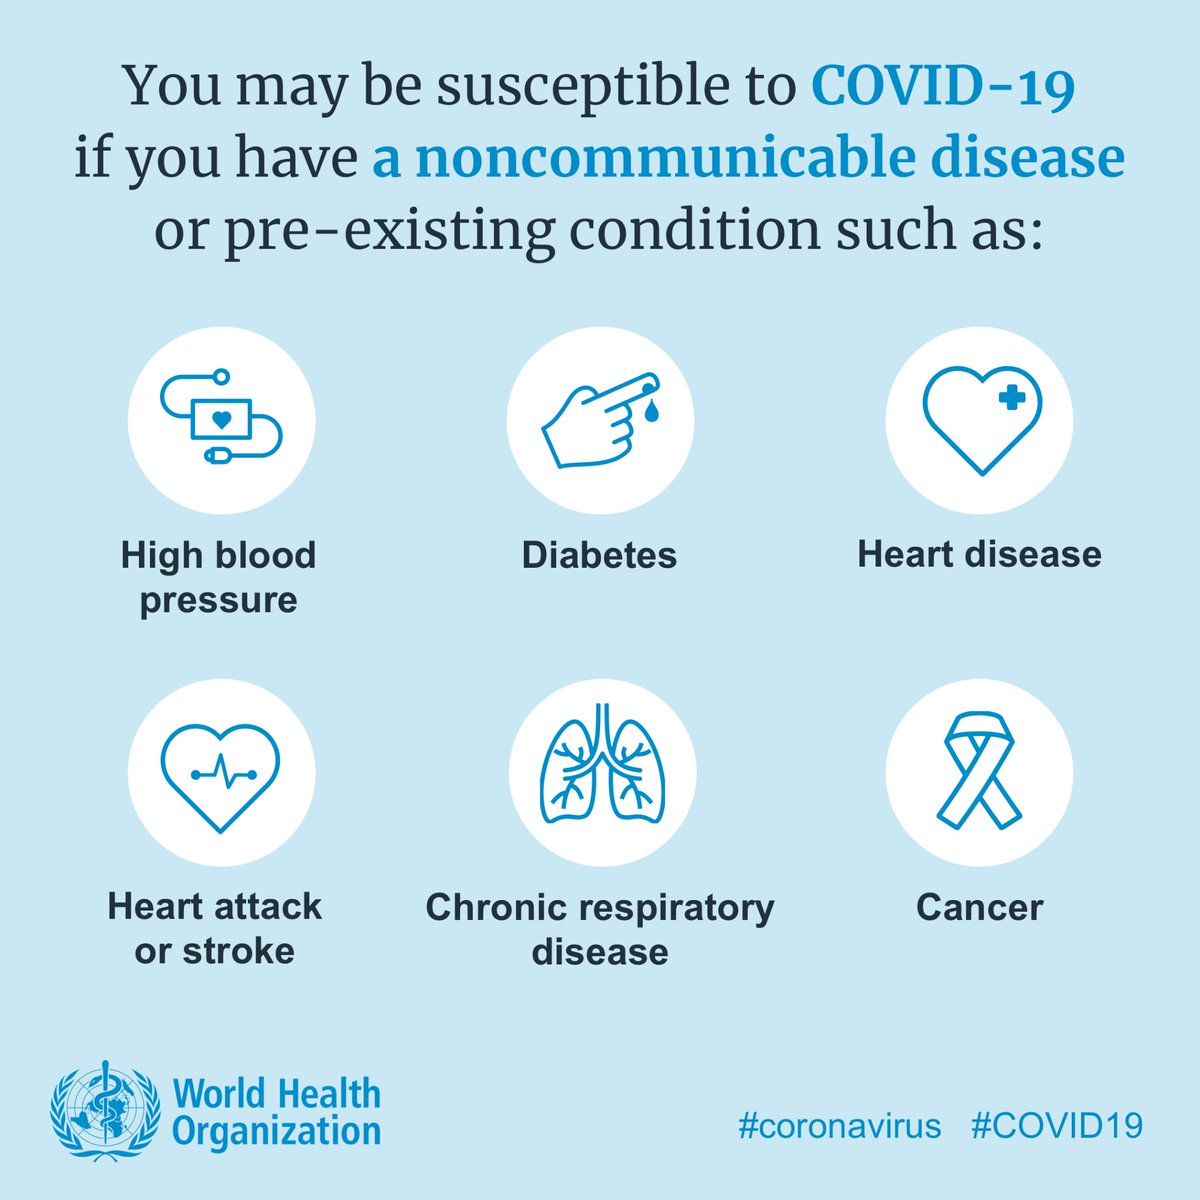 You may be susceptible to COVID-19
if you have a noncommunicable disease
or pre-existing condition such as:
High blood
pressure
Diabetes
Heart disease
Heart attack
or stroke
Chronic respiratory
disease
Cancer
World Health
Organization
#coronavirus #COVID19